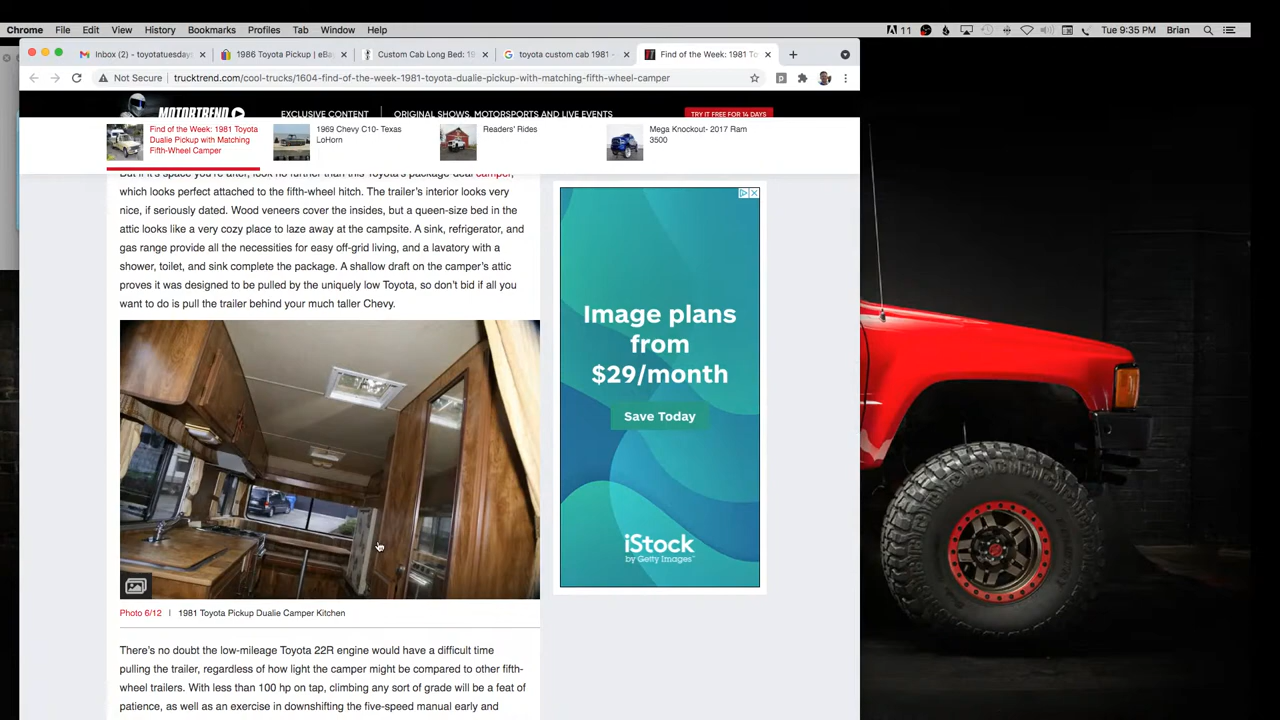 Chrome File Edit View History Bookmarks Profiles Tab Window Help 11 Tue 9:35 PM Brian
Inbox (2) - toyotatuesdays 1986 Toyota Pickup | eBay Custom Cab Long Bed: 19 toyota custom cab 1981 - Find of the Week: 1981 To
Not Secure trucktrend.com/cool-trucks/1604-find-of-the-week-1981-toyota-dualie-pickup-with-matching-fifth-wheel-camper
MOTORTREND EXCLUSIVE CONTENT ORIGINAL SHOWS, MOTORSPORTS AND LIVE EVENTS TRY IT FREE FOR 14 DAYS
Find of the Week: 1981 Toyota
Dualie Pickup with Matching
Fifth-Wheel Camper
1969 Chevy C10- Texas
LoHorn
Readers' Rides
Mega Knockout- 2017 Ram
3500
But if it's space you're after, look no further than this Toyota's package-deal camper,
which looks perfect attached to the fifth-wheel hitch. The trailer's interior looks very
nice, if seriously dated. Wood veneers cover the insides, but a queen-size bed in the
attic looks like a very cozy place to laze away at the campsite. A sink, refrigerator, and
gas range provide all the necessities for easy off-grid living, and a lavatory with a
shower, toilet, and sink complete the package. A shallow draft on the camper's attic
proves it was designed to be pulled by the uniquely low Toyota, so don't bid if all you
want to do is pull the trailer behind your much taller Chevy.
Photo 6/12 | 1981 Toyota Pickup Dualie Camper Kitchen
There's no doubt the low-mileage Toyota 22R engine would have a difficult time
pulling the trailer, regardless of how light the camper might be compared to other fifth-
wheel trailers. With less than 100 hp on tap, climbing any sort of grade will be a feat of
patience, as well as an exercise in downshifting the five-speed manual early and
Image plans
from
$29/month
Save Today
iStock
by Getty Images™